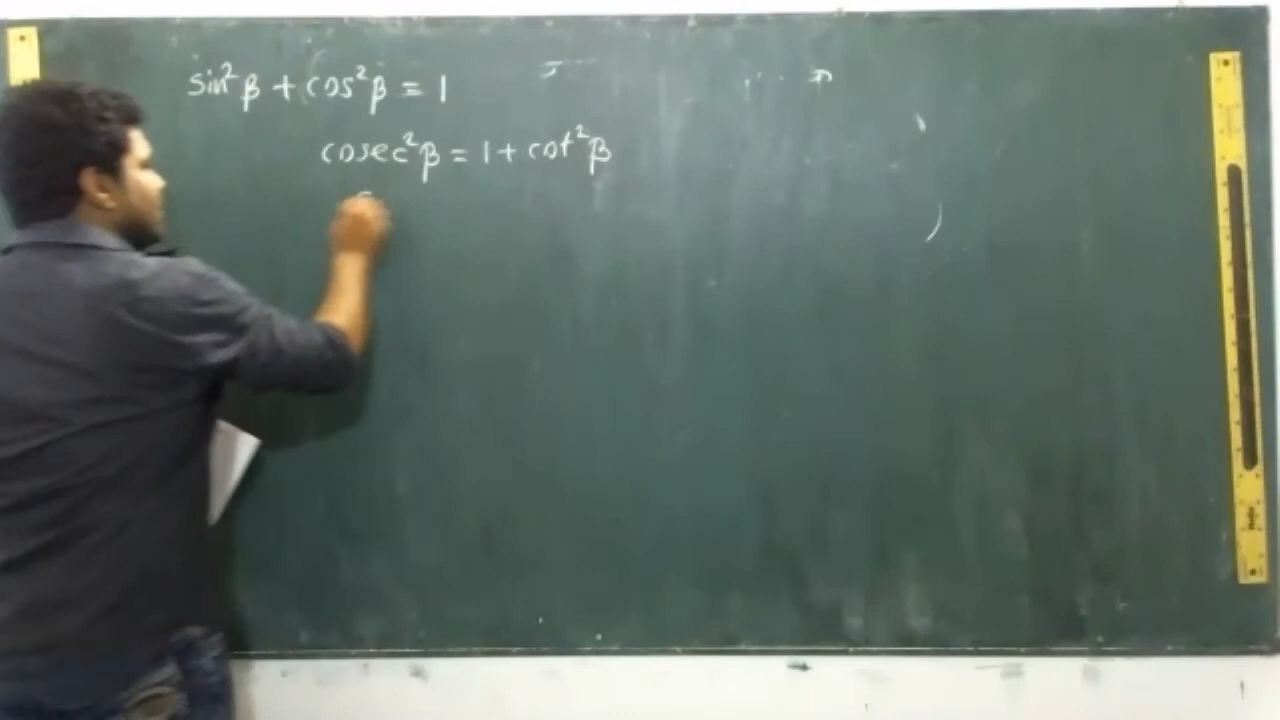 sin²β + cos²β = 1
cosec²β = 1 + cot²β